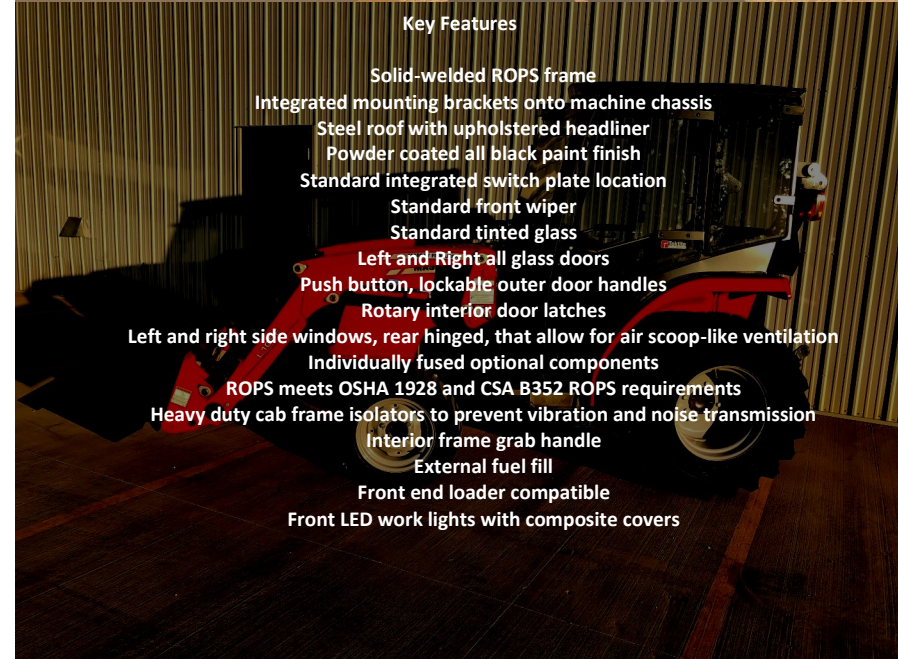 Key Features
Solid-welded ROPS frame
Integrated mounting brackets onto machine chassis
Steel roof with upholstered headliner
Powder coated all black paint finish
Standard integrated switch plate location
Standard front wiper
Standard tinted glass
Left and Right all glass doors
Push button, lockable outer door handles
Rotary interior door latches
Left and right side windows, rear hinged, that allow for air scoop-like ventilation
Individually fused optional components
ROPS meets OSHA 1928 and CSA B352 ROPS requirements
Heavy duty cab frame isolators to prevent vibration and noise transmission
Interior frame grab handle
External fuel fill
Front end loader compatible
Front LED work lights with composite covers